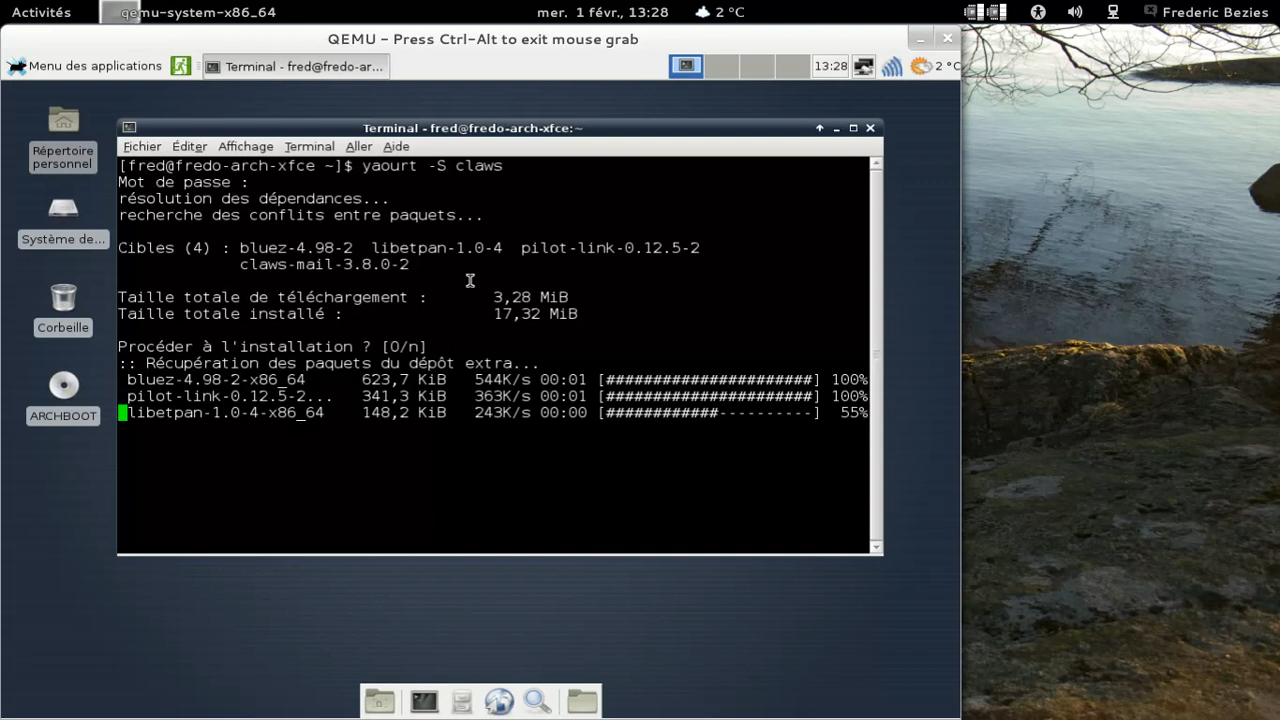 Activités
qemu-system-x86_64
mer. 1 févr., 13:28
2 °C
Frederic Bezies
QEMU - Press Ctrl-Alt to exit mouse grab
Menu des applications
Terminal - fred@fredo-ar...
13:28
2 °C
Répertoire
personnel
Système de...
Corbeille
ARCHBOOT
Terminal - fred@fredo-arch-xfce:~
Fichier Éditer Affichage Terminal Aller Aide
[fred@fredo-arch-xfce ~]$ yaourt -S claws
Mot de passe :
résolution des dépendances...
recherche des conflits entre paquets...
Cibles (4) : bluez-4.98-2 libetpan-1.0-4 pilot-link-0.12.5-2
claws-mail-3.8.0-2
Taille totale de téléchargement : 3,28 MiB
Taille totale installé : 17,32 MiB
Procéder à l'installation ? [O/n]
:: Récupération des paquets du dépôt extra...
bluez-4.98-2-x86_64 623,7 KiB 544K/s 00:01 [######################] 100%
pilot-link-0.12.5-2... 341,3 KiB 363K/s 00:01 [######################] 100%
libetpan-1.0-4-x86_64 148,2 KiB 243K/s 00:00 [############----------] 55%